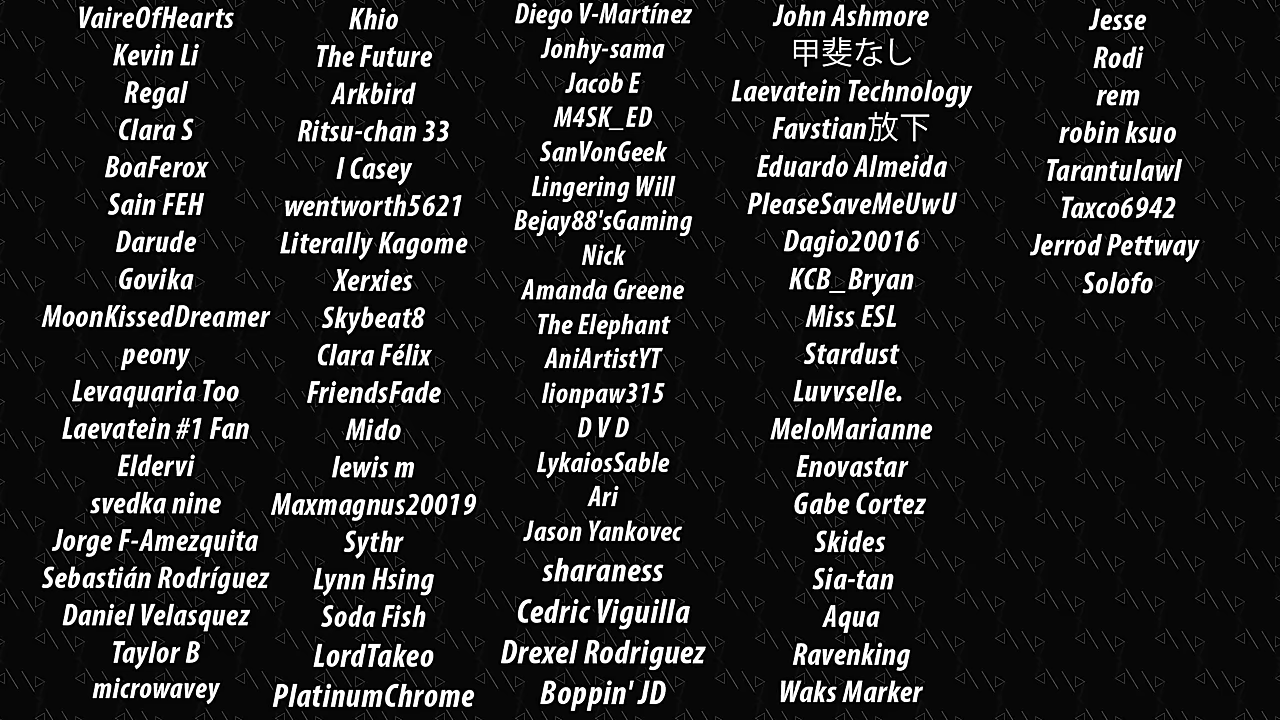 VaireOfHearts
Kevin Li
Regal
Clara S
BoaFerox
Sain FEH
Darude
Govika
MoonKissedDreamer
peony
Levaquaria Too
Laevatein #1 Fan
Eldervi
svedka nine
Jorge F-Amezquita
Sebastián Rodríguez
Daniel Velasquez
Taylor B
microwavey
Khio
The Future
Arkbird
Ritsu-chan 33
I Casey
wentworth5621
Literally Kagome
Xerxies
Skybeat8
Clara Félix
FriendsFade
Mido
lewis m
Maxmagnus20019
Sythr
Lynn Hsing
Soda Fish
LordTakeo
PlatinumChrome
Diego V-Martínez
Jonhy-sama
Jacob E
M4SK_ED
SanVonGeek
Lingering Will
Bejay88'sGaming
Nick
Amanda Greene
The Elephant
AniArtistYT
lionpaw315
D V D
LykaiosSable
Ari
Jason Yankovec
sharaness
Cedric Viguilla
Drexel Rodriguez
Boppin' JD
John Ashmore
甲斐なし
Laevatein Technology
Favstian放下
Eduardo Almeida
PleaseSaveMeUwU
Dagio20016
KCB_Bryan
Miss ESL
Stardust
Luvvselle.
MeloMarianne
Enovastar
Gabe Cortez
Skides
Sia-tan
Aqua
Ravenking
Waks Marker
Jesse
Rodi
rem
robin ksuo
Tarantulawl
Taxco6942
Jerrod Pettway
Solofo